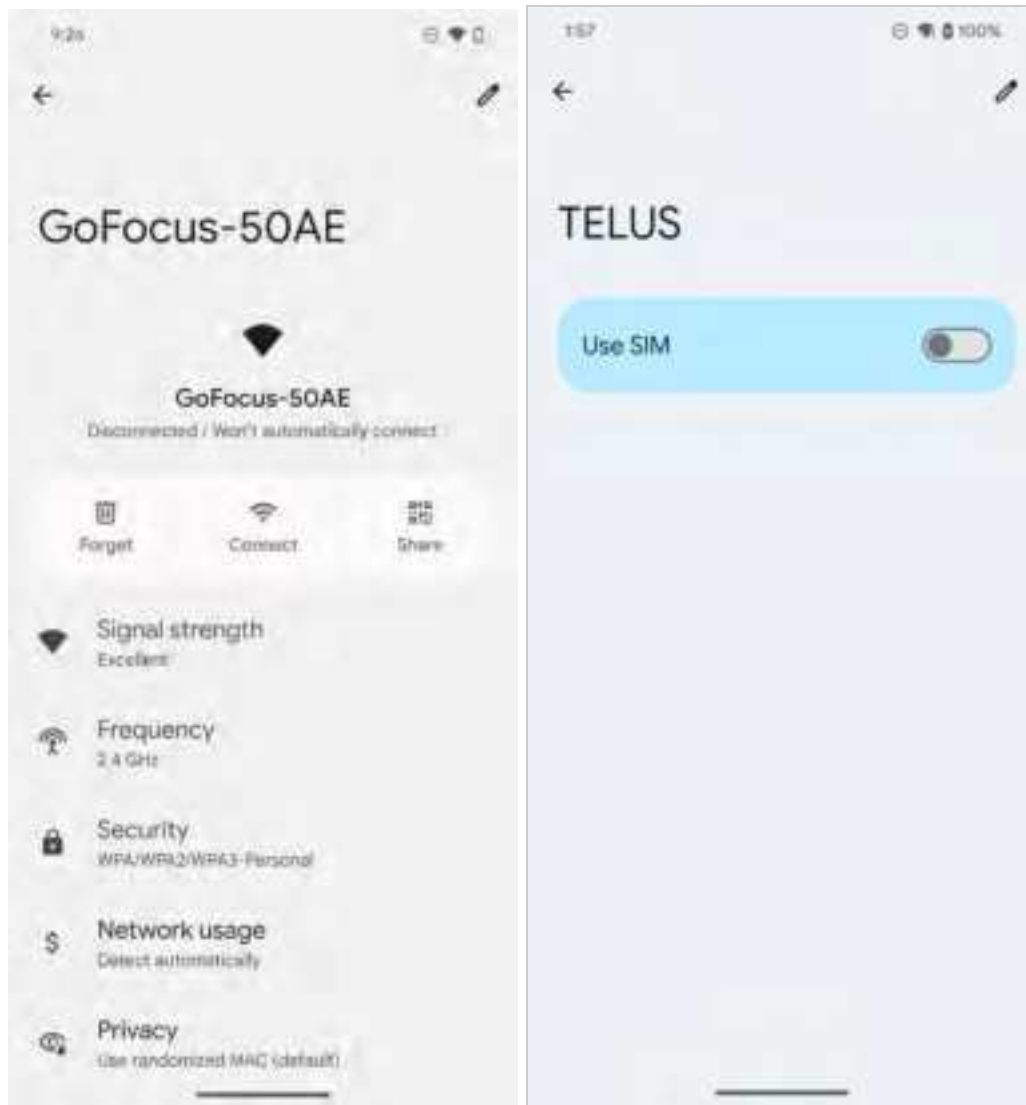 9:26
GoFocus-50AE
GoFocus-50AE
Disconnected / Won't automatically connect
Forget
Connect
Share
Signal strength
Excellent
Frequency
2.4 GHz
Security
WPA/WPA2/WPA3-Personal
Network usage
Detect automatically
Privacy
Use randomized MAC (default)
1:57
100%
TELUS
Use SIM